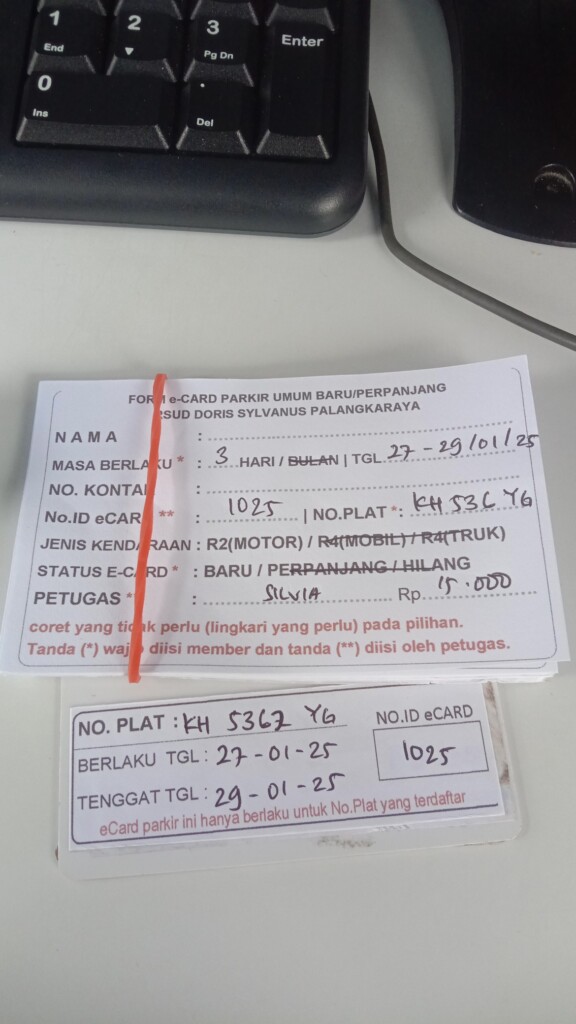 1 2 3 Enter
End ▼ Pg Dn
0 .
Ins Del
FORM e-CARD PARKIR UMUM BARU/PERPANJANG
RSUD DORIS SYLVANUS PALANGKARAYA
NAMA :
MASA BERLAKU * : 3 HARI / BULAN | TGL. 27 - 29/01/25
NO. KONTAK :
No.ID eCARD ** : 1025 | NO.PLAT *: KH 536 YG
JENIS KENDARAAN : R2(MOTOR) / R4(MOBIL) / R4(TRUK)
STATUS E-CARD * : BARU / PERPANJANG / HILANG
PETUGAS * : SILVIA Rp. 15.000
coret yang tidak perlu (lingkari yang perlu) pada pilihan.
Tanda (*) wajib diisi member dan tanda (**) diisi oleh petugas.
NO. PLAT : KH 5367 YG NO.ID eCARD
BERLAKU TGL : 27-01-25 1025
TENGGAT TGL : 29-01-25
eCard parkir ini hanya berlaku untuk No.Plat yang terdaftar